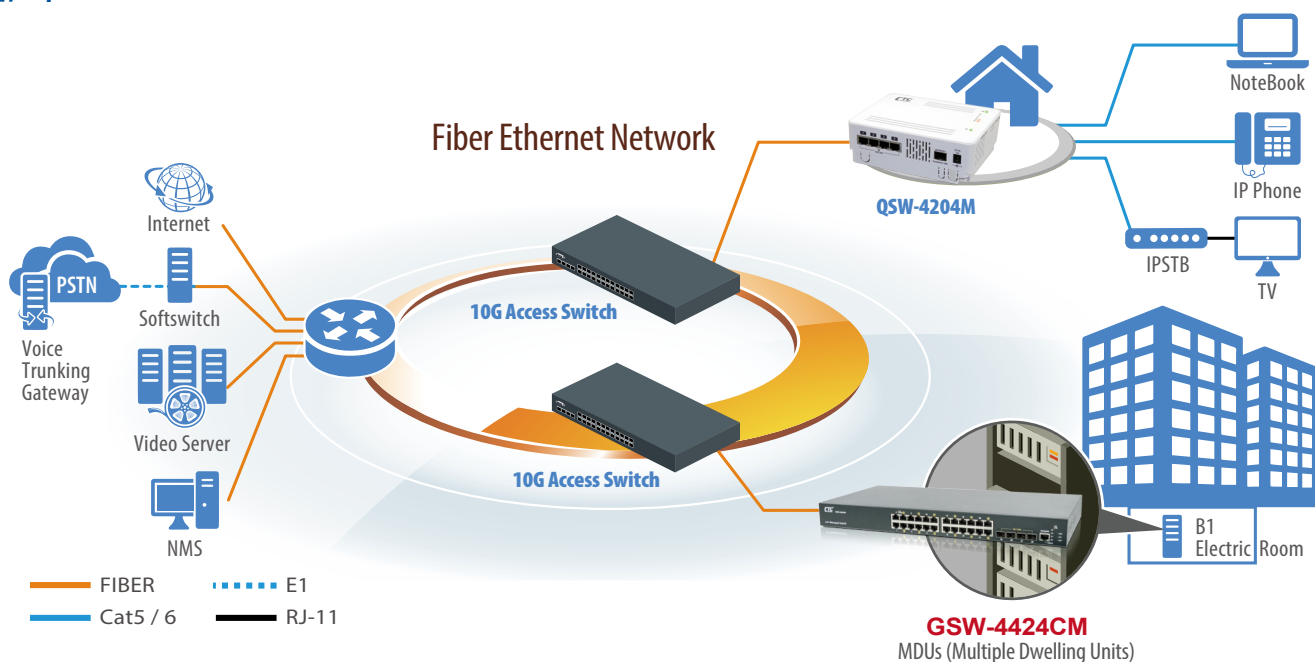 Fiber Ethernet Network
Internet
PSTN
Softswitch
Voice
Trunking
Gateway
Video Server
NMS
10G Access Switch
10G Access Switch
CTS
QSW-4204M
NoteBook
IP Phone
IPSTB
TV
CTS
B1
Electric Room
GSW-4424CM
MDUs (Multiple Dwelling Units)
FIBER
E1
Cat5 / 6
RJ-11